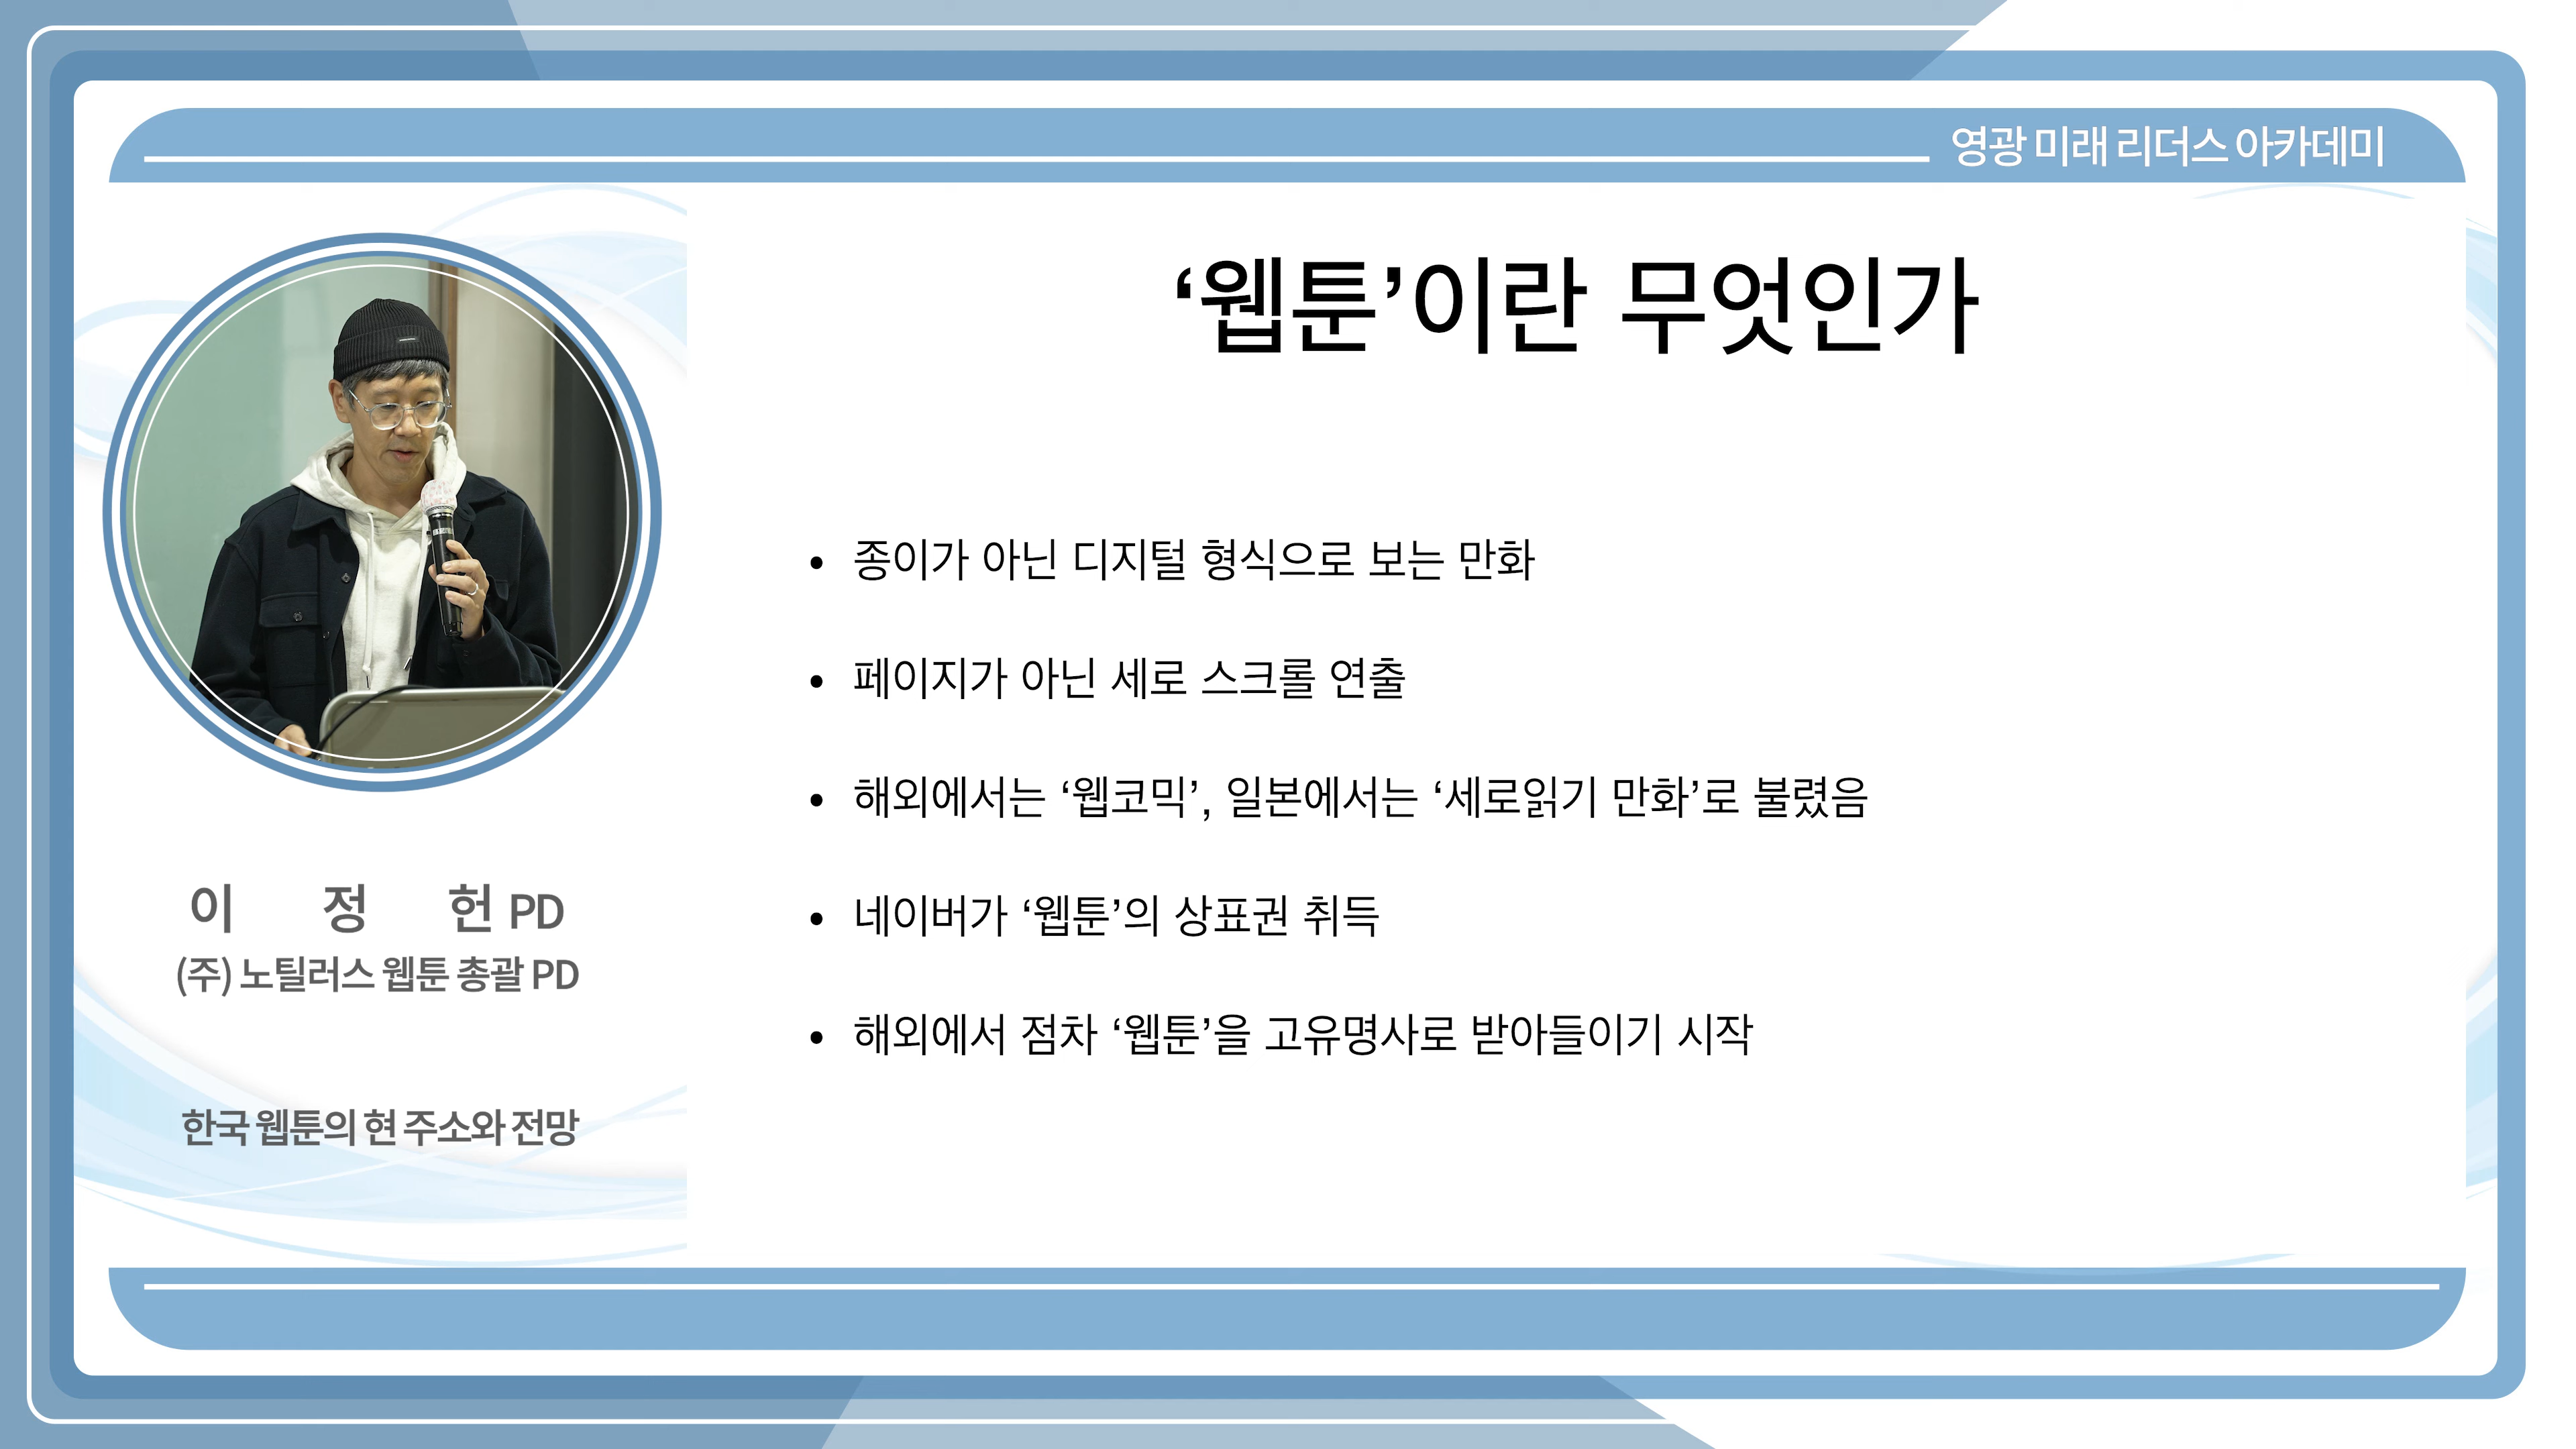 영광 미래 리더스 아카데미
‘웹툰’이란 무엇인가
• 종이가 아닌 디지털 형식으로 보는 만화
• 페이지가 아닌 세로 스크롤 연출
• 해외에서는 ‘웹코믹’, 일본에서는 ‘세로읽기 만화’로 불렸음
• 네이버가 ‘웹툰’의 상표권 취득
• 해외에서 점차 ‘웹툰’을 고유명사로 받아들이기 시작
이 정 헌 PD
(주) 노틸러스 웹툰 총괄 PD
한국 웹툰의 현 주소와 전망